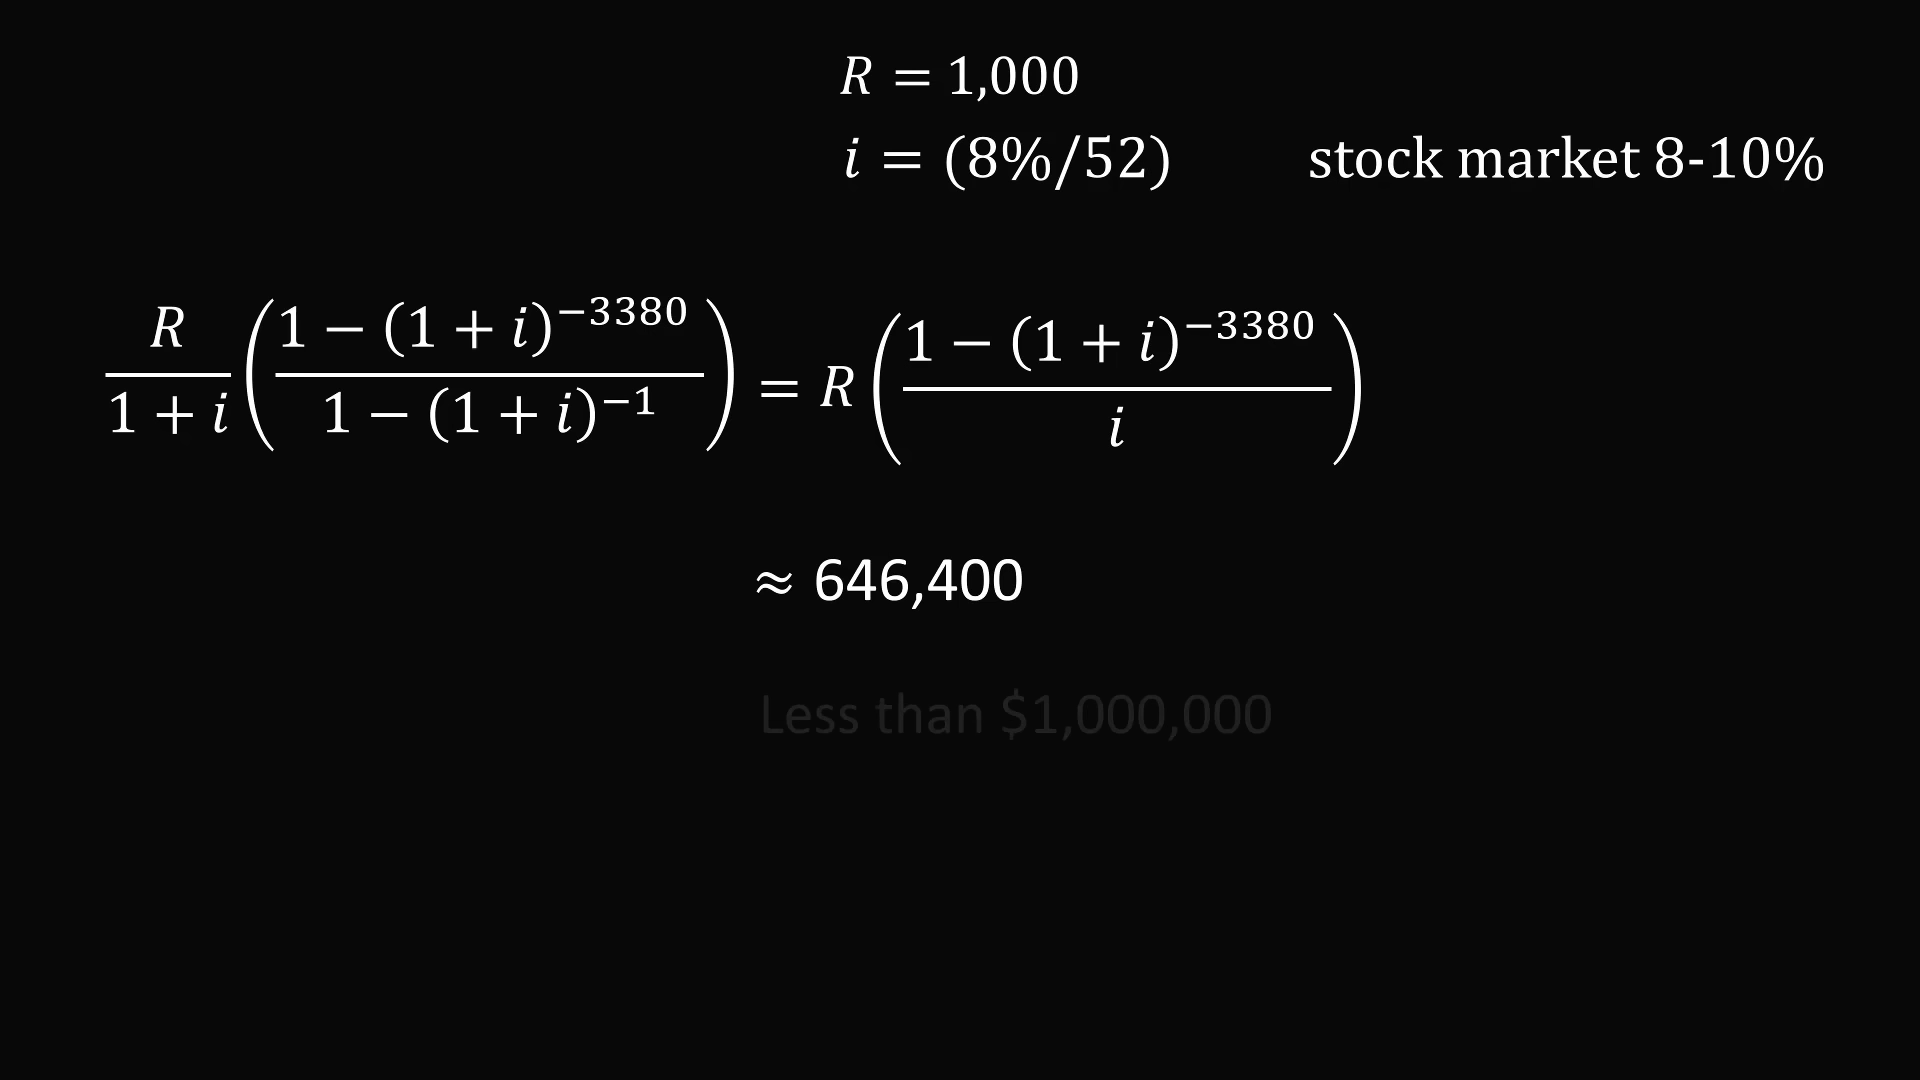 R = 1,000
i = (8%/52) stock market 8-10%
R/(1 + i) ((1 − (1 + i)^−3380)/(1 − (1 + i)^−1)) = R((1 − (1 + i)^−3380)/i)
≈ 646,400
Less than $1,000,000